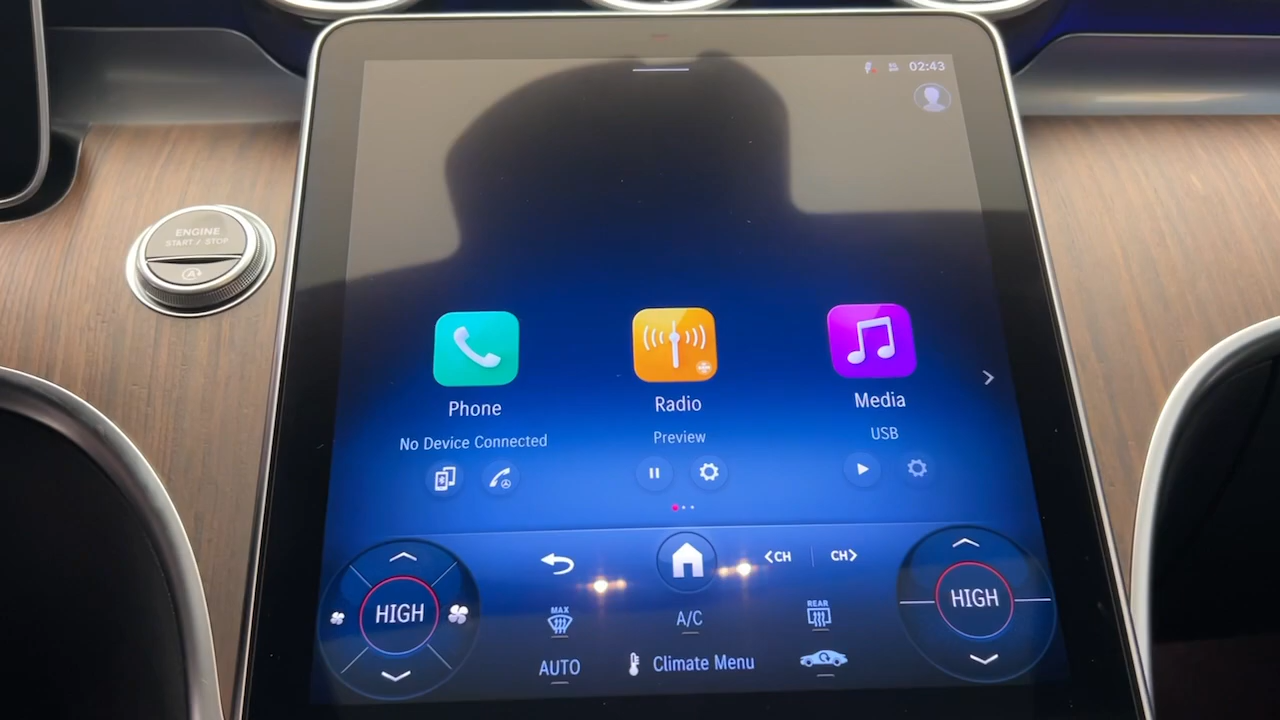 02:43
ENGINE
START / STOP
A
Phone
Radio
Media
No Device Connected
Preview
USB
<CH
CH>
HIGH
HIGH
MAX
A/C
REAR
AUTO
Climate Menu